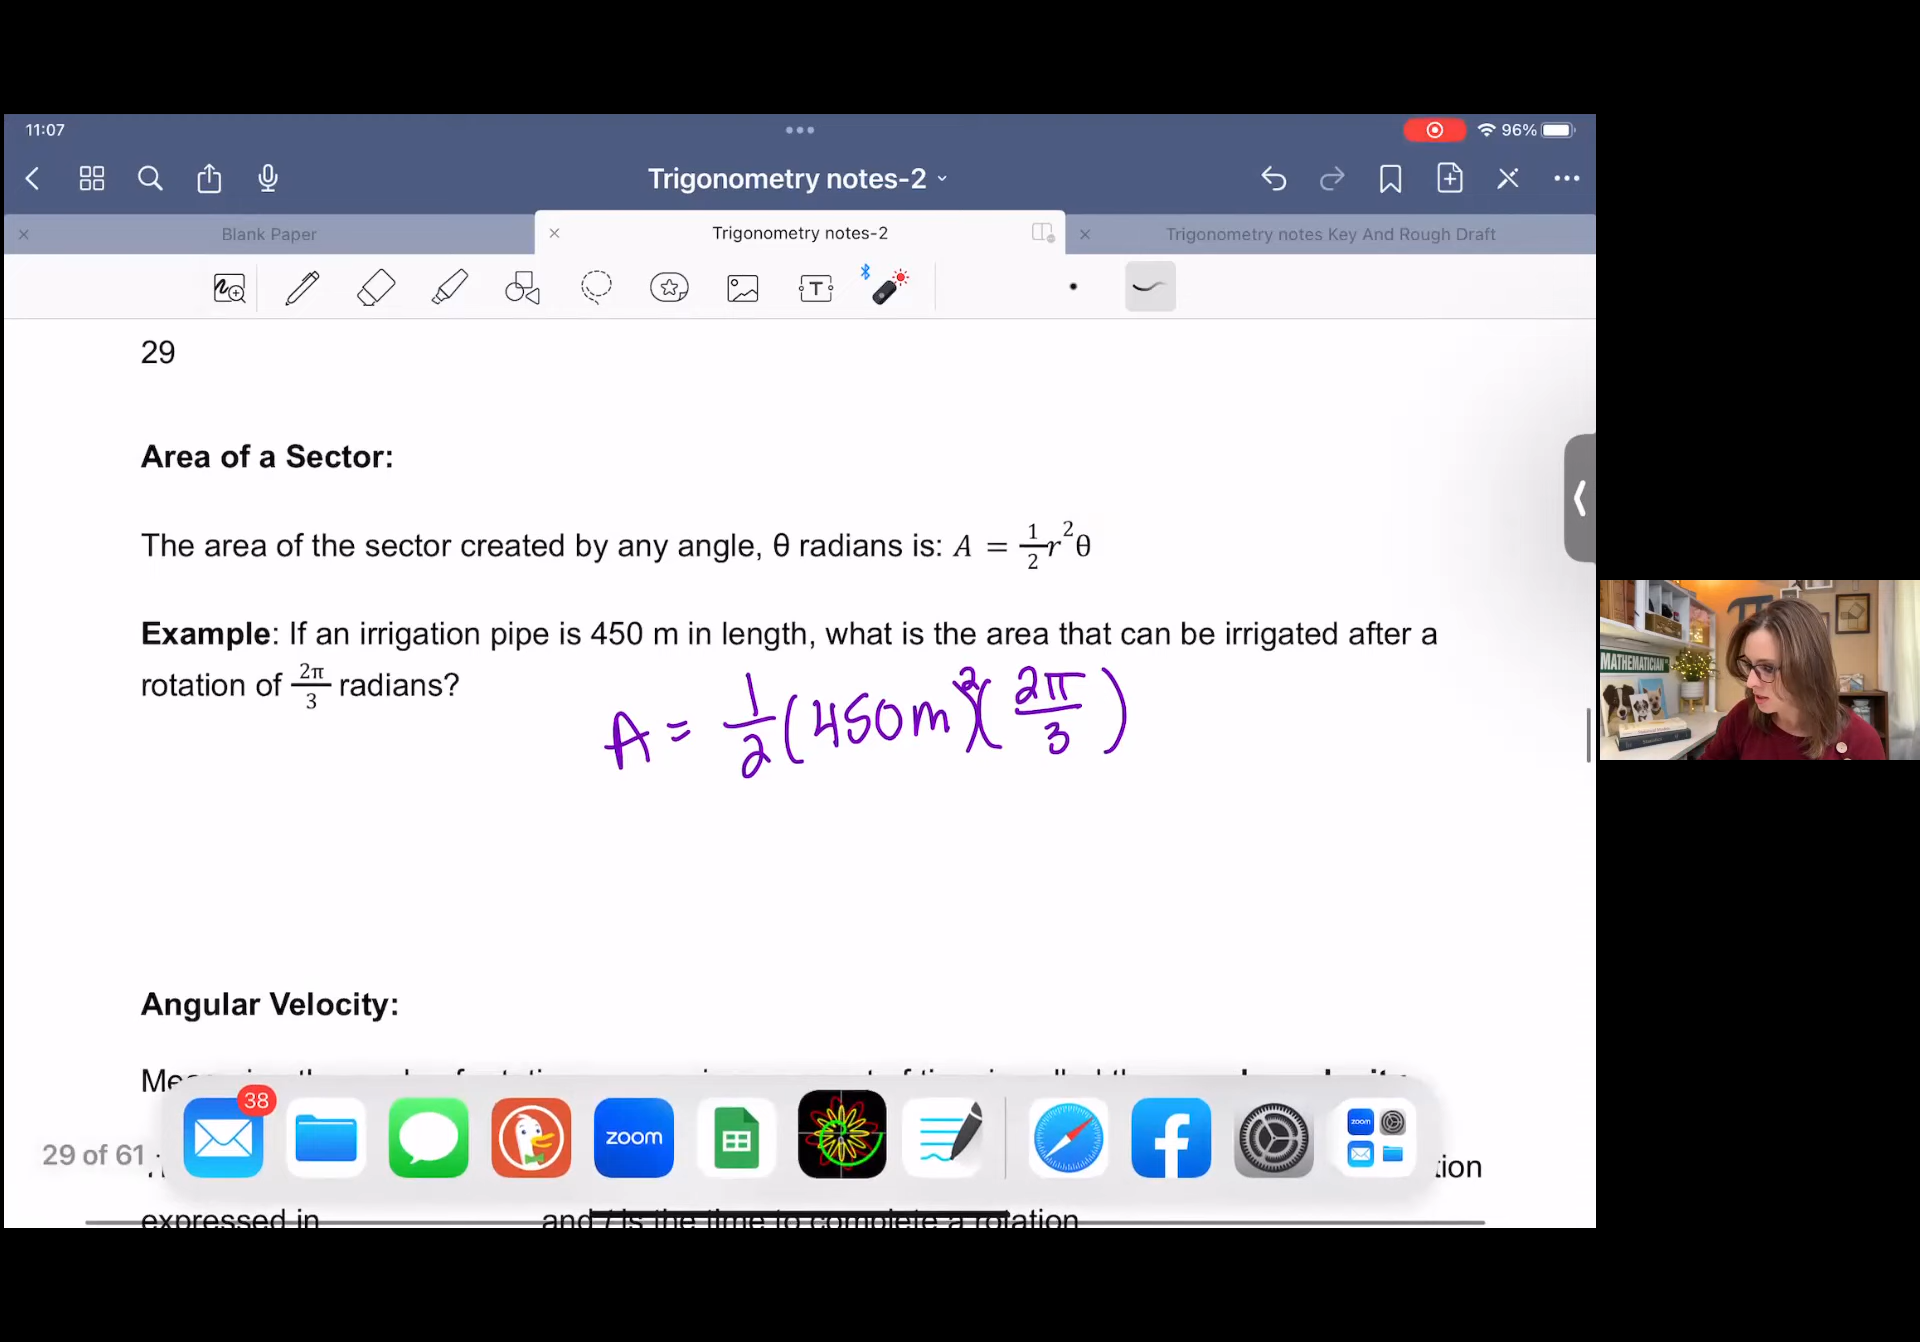 11:07
96%
Trigonometry notes-2
Blank Paper
Trigonometry notes-2
Trigonometry notes Key And Rough Draft
T
29
Area of a Sector:
The area of the sector created by any angle, θ radians is: A = 1/2 r²θ
Example: If an irrigation pipe is 450 m in length, what is the area that can be irrigated after a
rotation of 2π/3 radians?
A = 1/2 (450m)² (2π/3)
MATHEMATICIAN
Angular Velocity:
38
zoom
zoom
29 of 61
tion
expressed in and t is the time to complete a rotation